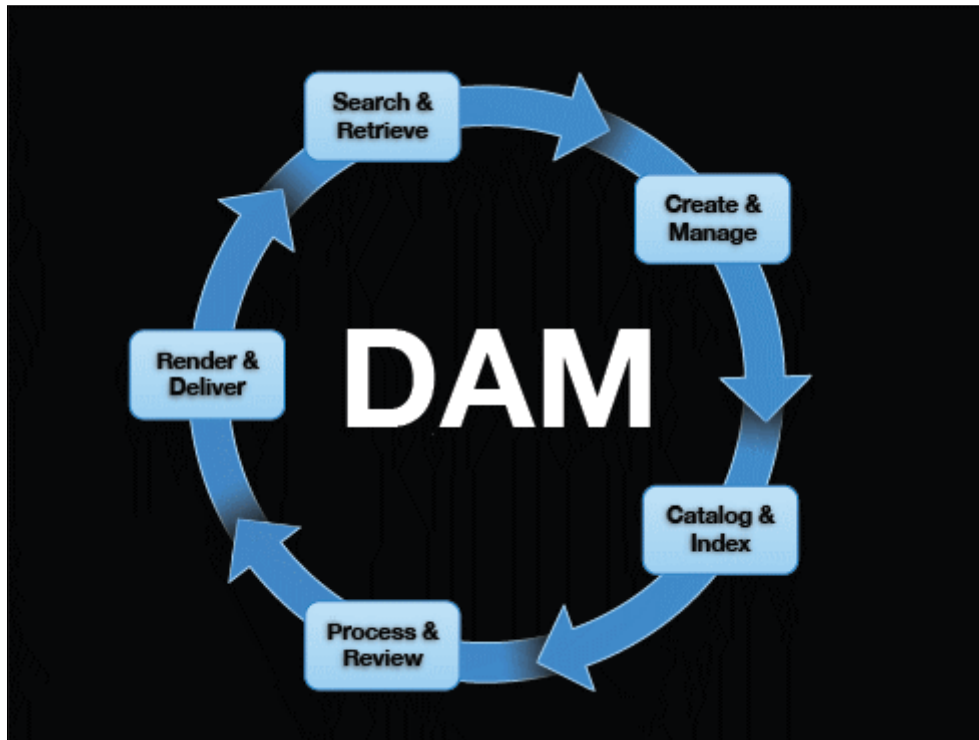 Search &
Retrieve
Create &
Manage
Render &
Deliver
DAM
Catalog &
Index
Process &
Review